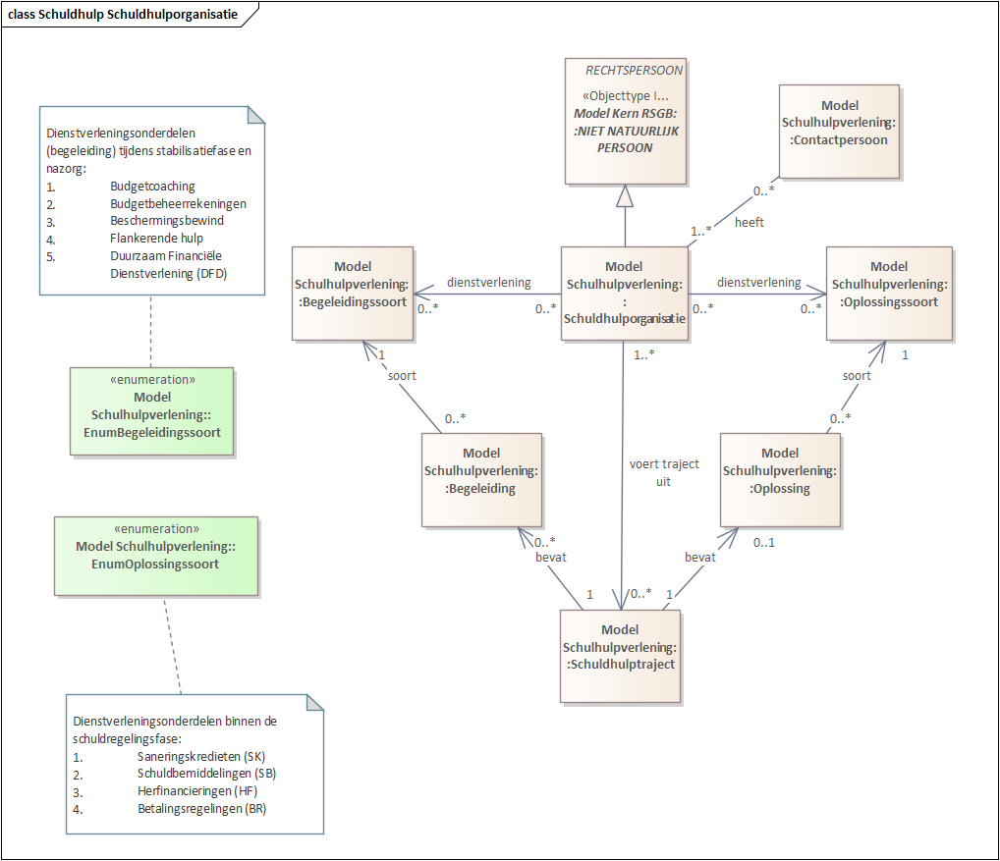 class Schuldhulp Schuldhulporganisatie
RECHTSPERSOON
«Objecttype I...
Model Kern RSGB:
:NIET NATUURLIJK
PERSOON
Model
Schulhulpverlening:
:Contactpersoon
Dienstverleningsonderdelen
(begeleiding) tijdens stabilisatiefase en
nazorg:
1. Budgetcoaching
2. Budgetbeheerrekeningen
3. Beschermingsbewind
4. Flankerende hulp
5. Duurzaam Financiële
Dienstverlening (DFD)
0..*
1..*
heeft
Model
Schulhulpverlening:
:Begeleidingssoort
dienstverlening
0..*
0..*
Model
Schulhulpverlening:
:
Schuldhulporganisatie
dienstverlening
0..*
0..*
Model
Schulhulpverlening:
:Oplossingssoort
1
soort
0..*
1..*
1
soort
0..*
«enumeration»
Model
Schulhulpverlening::
EnumBegeleidingssoort
Model
Schulhulpverlening:
:Begeleiding
voert traject
uit
Model
Schulhulpverlening:
:Oplossing
«enumeration»
Model Schulhulpverlening::
EnumOplossingssoort
0..*
bevat
1
0..*
1
bevat
0..1
Model
Schulhulpverlening:
:Schuldhulptraject
Dienstverleningsonderdelen binnen de
schuldregelingsfase:
1. Saneringskredieten (SK)
2. Schuldbemiddelingen (SB)
3. Herfinancieringen (HF)
4. Betalingsregelingen (BR)